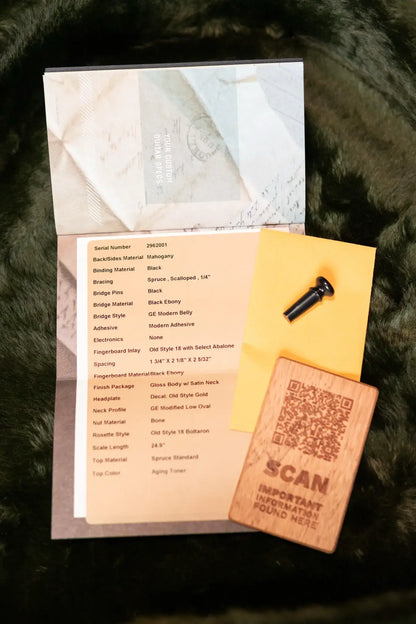 YOUR CUSTOM
GUITAR SPECS
Serial Number 2962001
Back/Sides Material Mahogany
Binding Material Black
Bracing Spruce , Scalloped , 1/4"
Bridge Pins Black
Bridge Material Black Ebony
Bridge Style GE Modern Belly
Adhesive Modern Adhesive
Electronics None
Fingerboard Inlay Old Style 18 with Select Abalone
Spacing 1 3/4" X 2 1/8" X 2 5/32"
Fingerboard Material Black Ebony
Finish Package Gloss Body w/ Satin Neck
Headplate Decal: Old Style Gold
Neck Profile GE Modified Low Oval
Nut Material Bone
Rosette Style Old Style 18 Boltaron
Scale Length 24.9"
Top Material Spruce Standard
Top Color Aging Toner
SCAN
IMPORTANT
INFORMATION
FOUND HERE